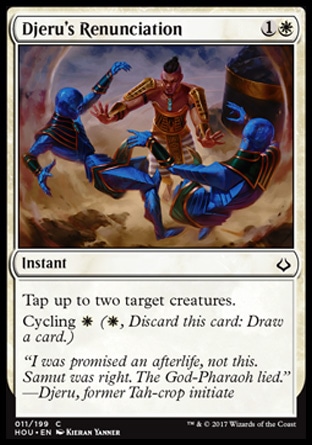 Djeru's Renunciation 1
Instant
Tap up to two target creatures.
Cycling (, Discard this card: Draw
a card.)
"I was promised an afterlife, not this.
Samut was right. The God-Pharaoh lied."
—Djeru, former Tah-crop initiate
011/199 C
HOU • EN KIERAN YANNER
™ & © 2017 Wizards of the Coast